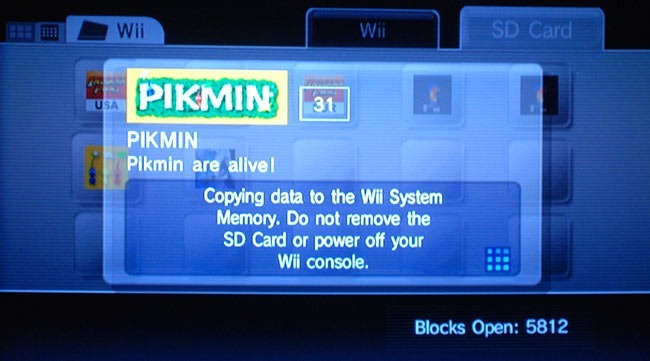 Wii
Wii
SD Card
USA
PIKMIN
31
PIKMIN
Pikmin are alive!
Copying data to the Wii System
Memory. Do not remove the
SD Card or power off your
Wii console.
Blocks Open: 5812